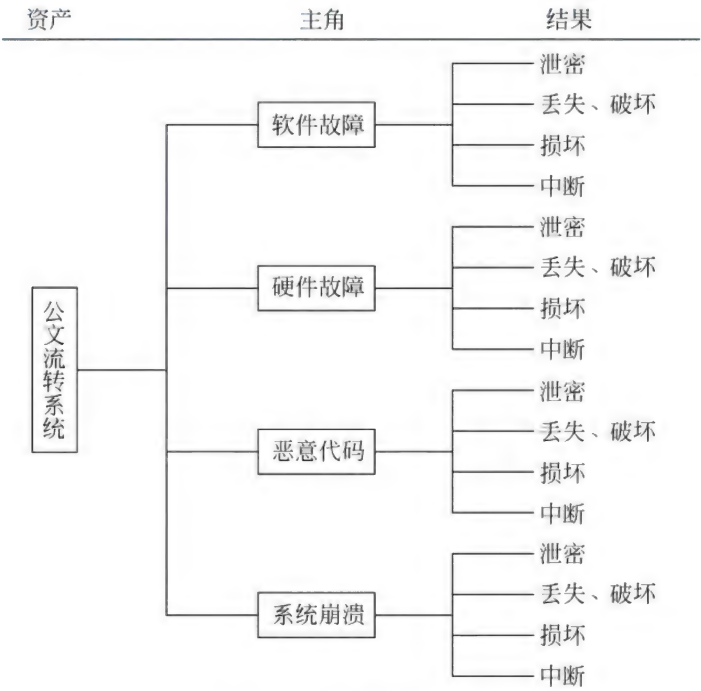 资产 主角 结果
泄密
丢失、破坏
软件故障
损坏
中断
泄密
丢失、破坏
硬件故障
损坏
中断
公文流转系统
泄密
丢失、破坏
恶意代码
损坏
中断
泄密
丢失、破坏
系统崩溃
损坏
中断